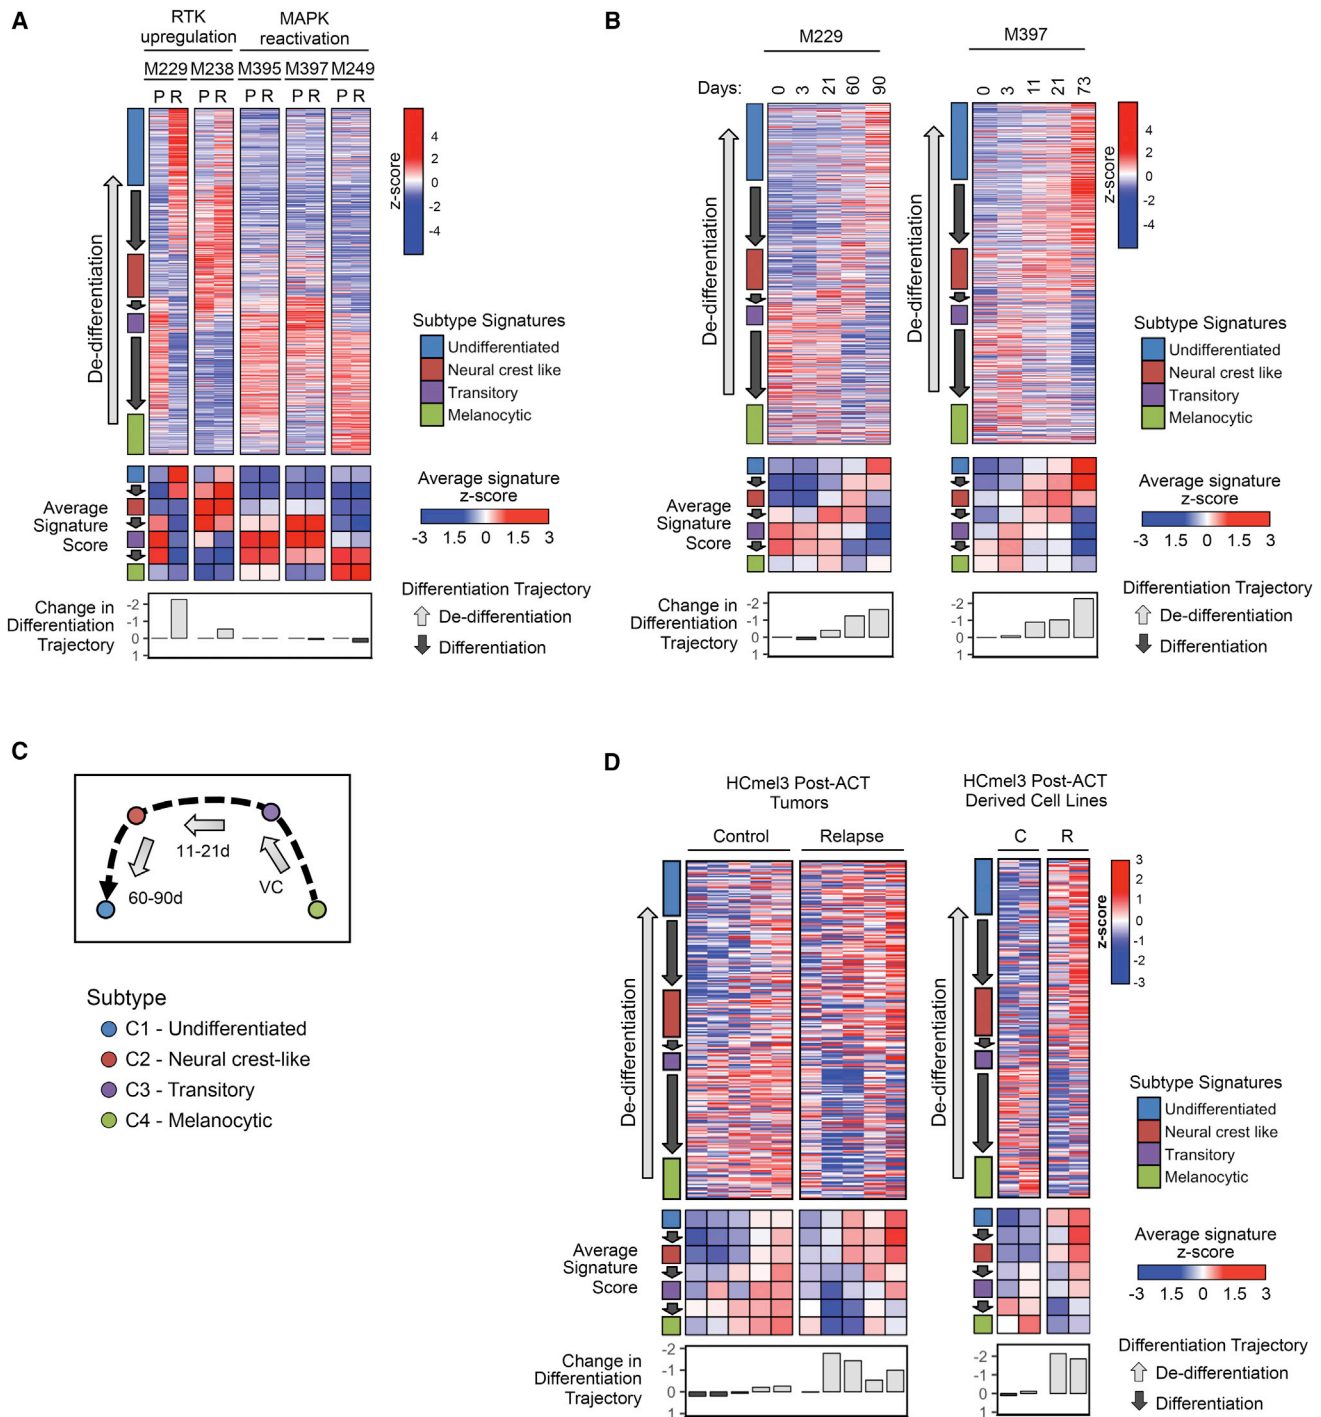 A
RTK upregulation
MAPK reactivation
M229 M238 M395 M397 M249
P R P R P R P R P R
De-differentiation
4
2
0
-2
-4
z-score
Subtype Signatures
Undifferentiated
Neural crest like
Transitory
Melanocytic
Average Signature Score
Average signature z-score
-3 1.5 0 1.5 3
Change in Differentiation Trajectory
-2
-1
0
1
Differentiation Trajectory
De-differentiation
Differentiation
B
M229
M397
Days: 0 3 21 60 90
0 3 11 21 73
De-differentiation
De-differentiation
4
2
0
-2
-4
z-score
Subtype Signatures
Undifferentiated
Neural crest like
Transitory
Melanocytic
Average Signature Score
Average signature z-score
-3 1.5 0 1.5 3
Change in Differentiation Trajectory
-2
-1
0
1
-2
-1
0
1
Differentiation Trajectory
De-differentiation
Differentiation
C
11-21d
60-90d
VC
Subtype
C1 - Undifferentiated
C2 - Neural crest-like
C3 - Transitory
C4 - Melanocytic
D
HCmel3 Post-ACT
Tumors
HCmel3 Post-ACT
Derived Cell Lines
Control Relapse
C R
De-differentiation
De-differentiation
3
2
1
0
-1
-2
-3
z-score
Subtype Signatures
Undifferentiated
Neural crest like
Transitory
Melanocytic
Average Signature Score
Average signature z-score
-3 1.5 0 1.5 3
Change in Differentiation Trajectory
-2
-1
0
1
-2
-1
0
1
Differentiation Trajectory
De-differentiation
Differentiation